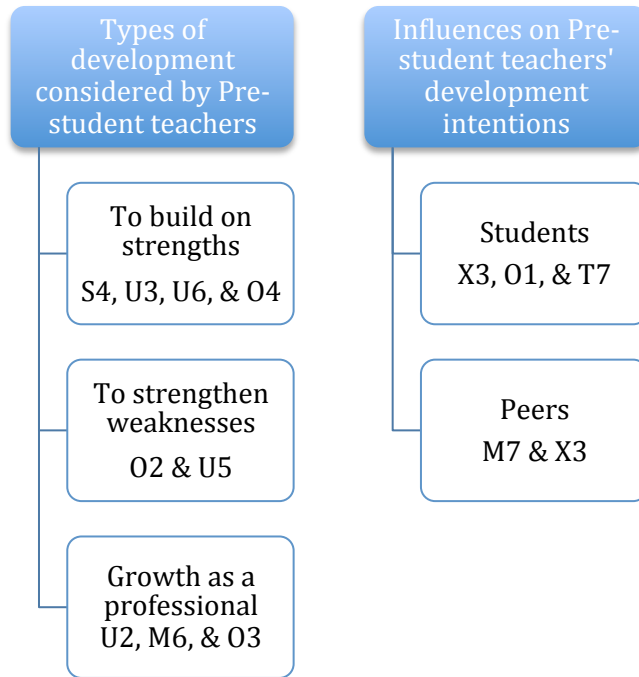 Types of
development
considered by Pre-
student teachers
To build on
strengths
S4, U3, U6, & O4
To strengthen
weaknesses
O2 & U5
Growth as a
professional
U2, M6, & O3
Influences on Pre-
student teachers'
development
intentions
Students
X3, O1, & T7
Peers
M7 & X3